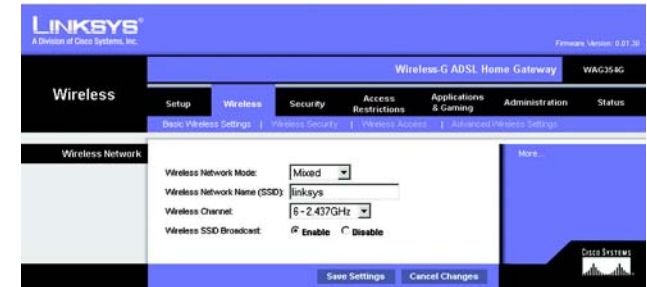 LINKSYS®
A Division of Cisco Systems, Inc.
Firmware Version: 0.01.30
Wireless-G ADSL Home Gateway WAG354G
Wireless
Setup Wireless Security Access Restrictions Applications & Gaming Administration Status
Basic Wireless Settings | Wireless Security | Wireless Access | Advanced Wireless Settings
Wireless Network
More...
Wireless Network Mode: Mixed
Wireless Network Name (SSID): linksys
Wireless Channel: 6 - 2.437GHz
Wireless SSID Broadcast: Enable Disable
Save Settings Cancel Changes
CISCO SYSTEMS